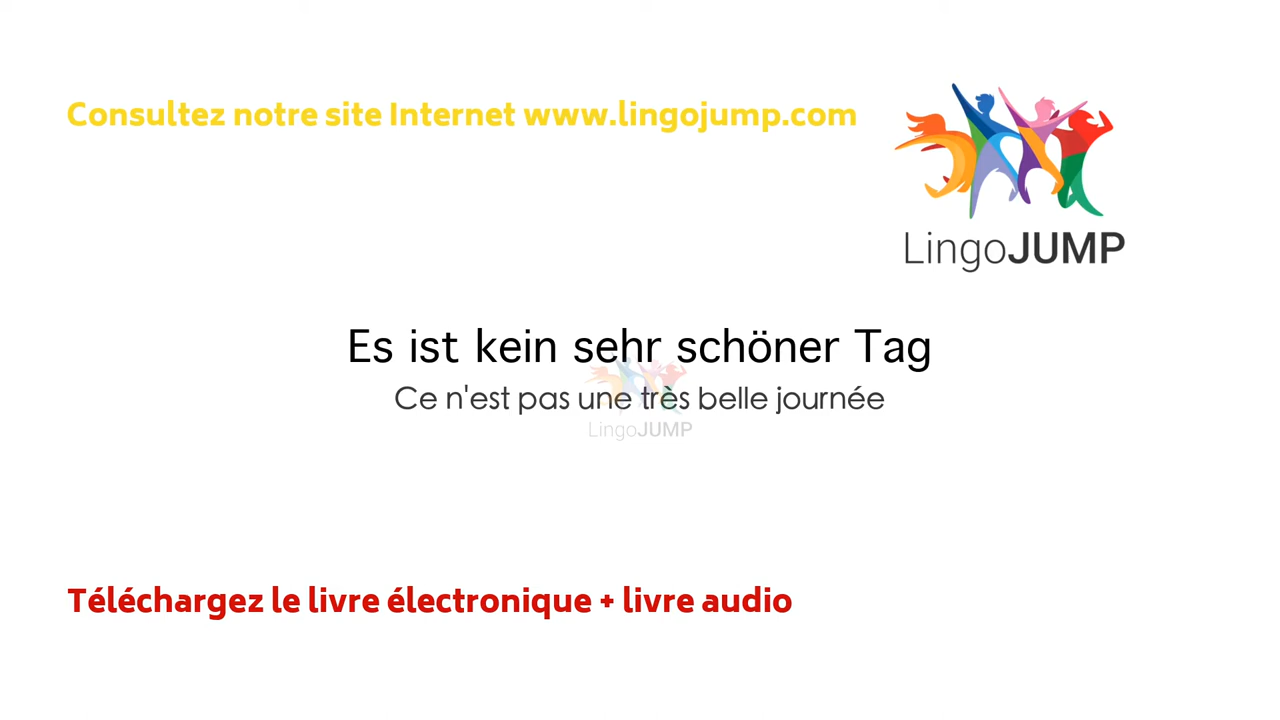 Consultez notre site Internet www.lingojump.com
LingoJUMP
Es ist kein sehr schöner Tag
Ce n'est pas une très belle journée
LingoJUMP
Téléchargez le livre électronique + livre audio